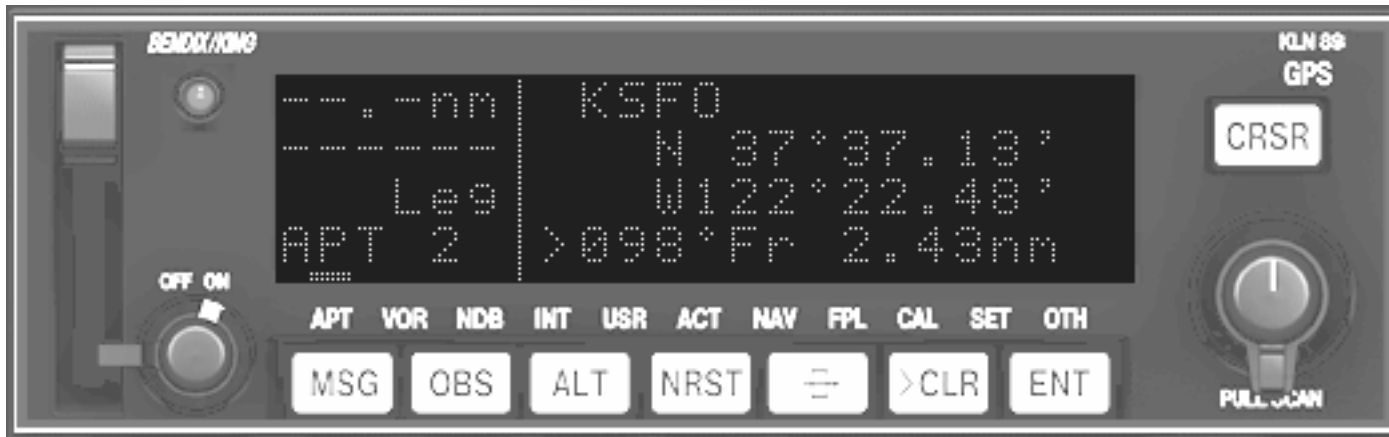 BENDIX/KING
KLN 89
GPS
--.-nm
KSFO
------
N 37°37.13'
Leg
W122°22.48'
APT 2
>098°Fr 2.43nm
CRSR
OFF ON
APT VOR NDB INT USR ACT NAV FPL CAL SET OTH
MSG OBS ALT NRST >CLR ENT
PULL SCAN